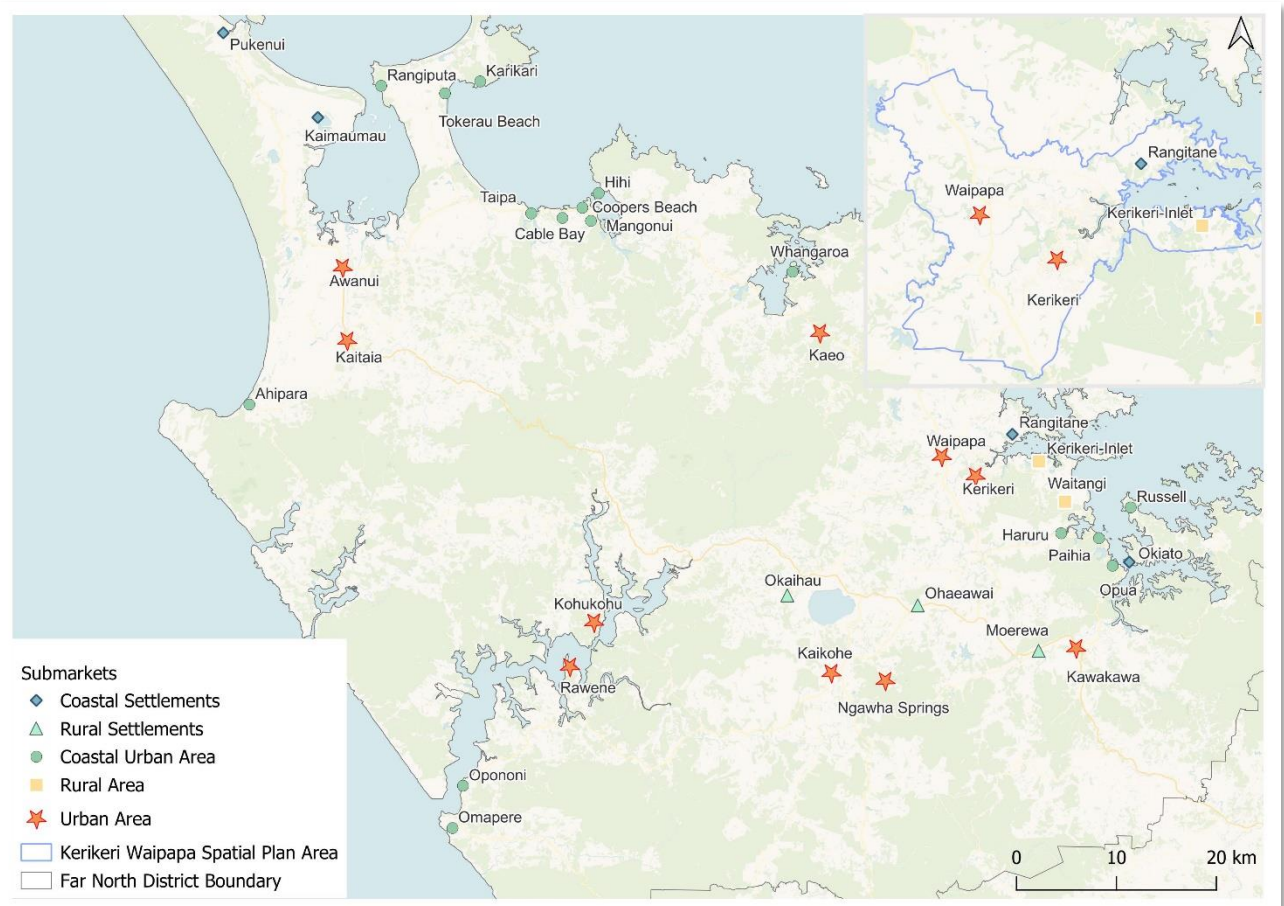 Pukenui
Rangiputa
Karikari
Tokerau Beach
Kaimaumau
Hihi
Taipa
Coopers Beach
Cable Bay
Mangonui
Whangaroa
Awanui
Kaitaia
Kaeo
Ahipara
Rangitane
Waipapa
Kerikeri-Inlet
Kerikeri
Rangitane
Waipapa
Kerikeri-Inlet
Kerikeri
Waitangi
Russell
Haruru
Paihia
Okiato
Opua
Okaihau
Ohaeawai
Kohukohu
Moerewa
Kaikohe
Kawakawa
Rawene
Ngawha Springs
Opononi
Omapere
Submarkets
Coastal Settlements
Rural Settlements
Coastal Urban Area
Rural Area
Urban Area
Kerikeri Waipapa Spatial Plan Area
Far North District Boundary
0 10 20 km